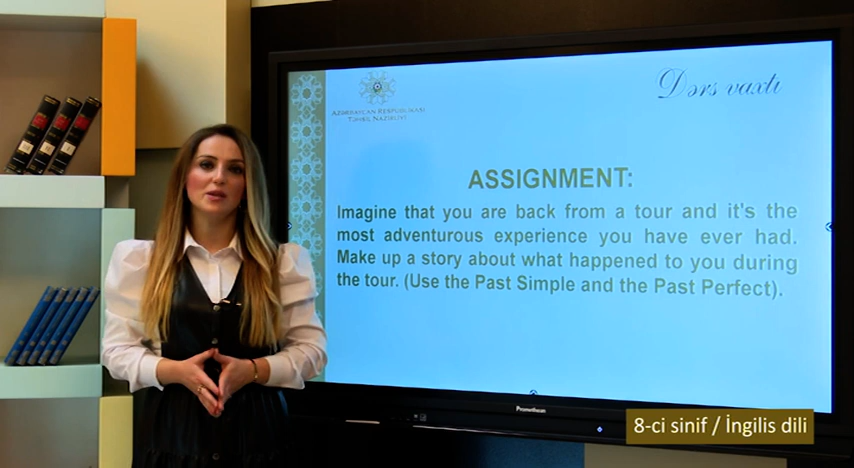 Dərs vaxtı
AZƏRBAYCAN RESPUBLİKASI
TƏHSİL NAZİRLİYİ
ASSIGNMENT:
Imagine that you are back from a tour and it's the
most adventurous experience you have ever had.
Make up a story about what happened to you during
the tour. (Use the Past Simple and the Past Perfect).
Promethean
8-ci sinif / İngilis dili